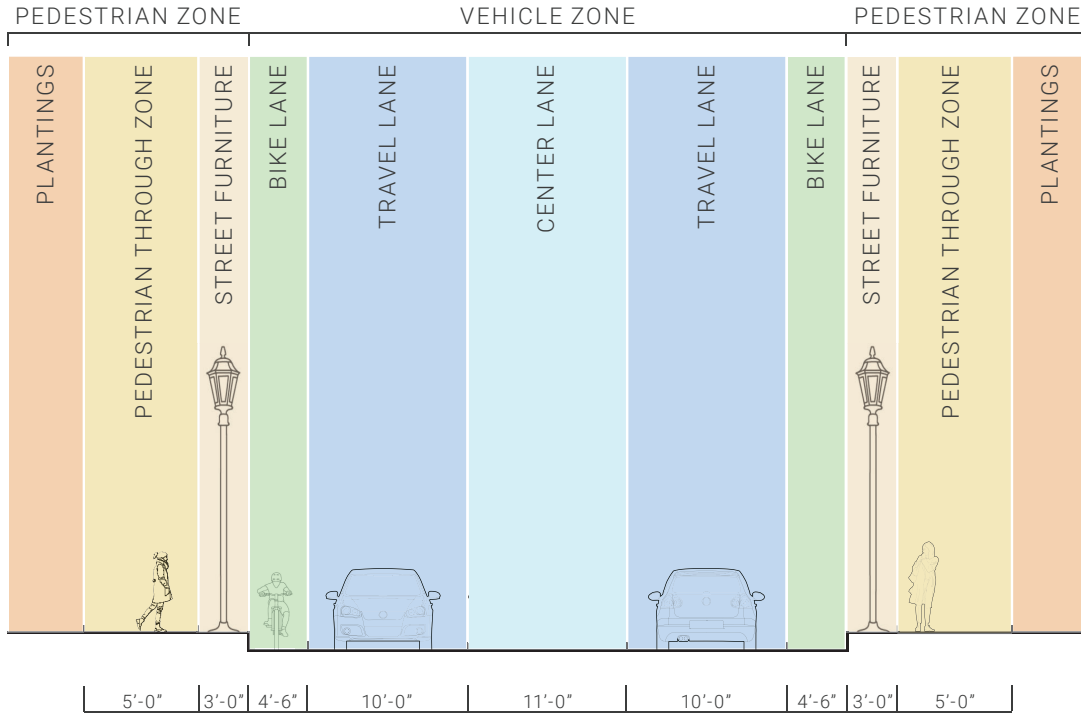 PEDESTRIAN ZONE
VEHICLE ZONE
PEDESTRIAN ZONE
PLANTINGS
PEDESTRIAN THROUGH ZONE
STREET FURNITURE
BIKE LANE
TRAVEL LANE
CENTER LANE
TRAVEL LANE
BIKE LANE
STREET FURNITURE
PEDESTRIAN THROUGH ZONE
PLANTINGS
5’-0”
3’-0”
4’-6”
10’-0”
11’-0”
10’-0”
4’-6”
3’-0”
5’-0”